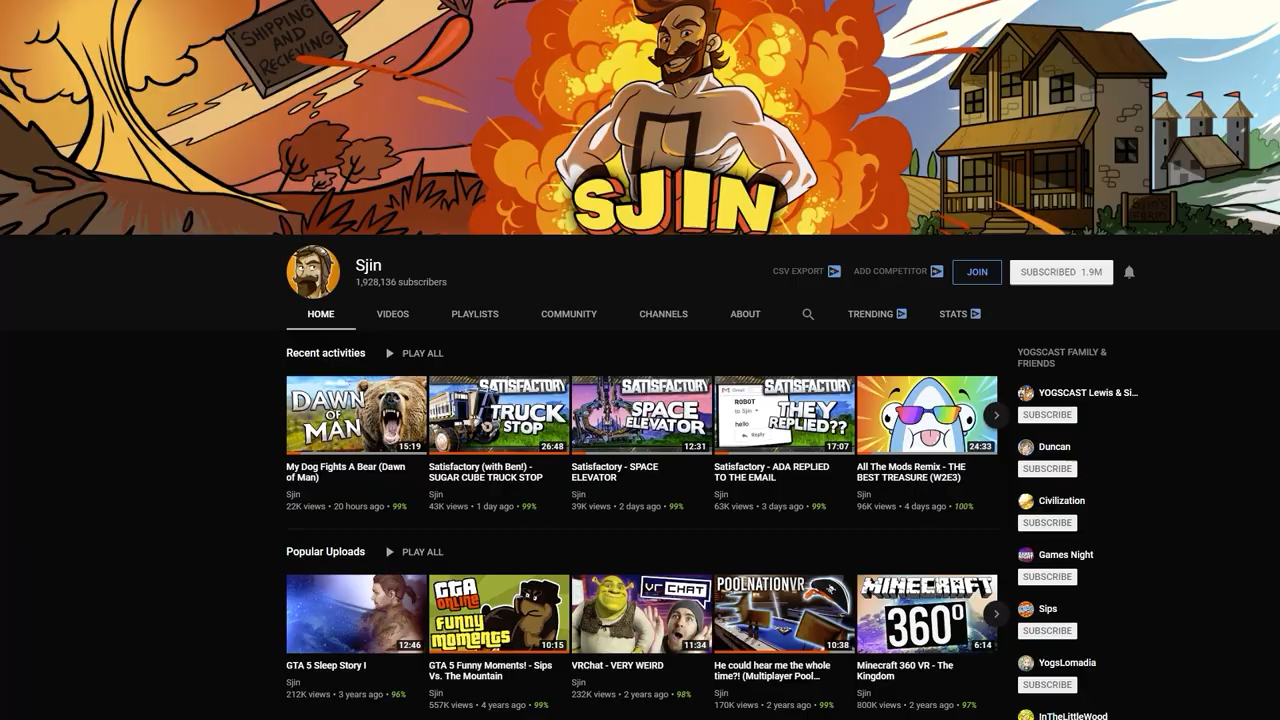 SHIPPING
AND
RECIEVING
SJIN
Sjin
1,928,136 subscribers
CSV EXPORT
ADD COMPETITOR
JOIN
SUBSCRIBED 1.9M
HOME
VIDEOS
PLAYLISTS
COMMUNITY
CHANNELS
ABOUT
TRENDING
STATS
Recent activities
PLAY ALL
DAWN
OF
MAN
15:19
SATISFACTORY
TRUCK
STOP
26:48
SATISFACTORY
SPACE
ELEVATOR
12:31
SATISFACTORY
Gmail
ROBOT
to Sjin
hello
Reply
THEY
REPLIED??
17:07
24:33
My Dog Fights A Bear (Dawn
of Man)
Sjin
22K views • 20 hours ago • 99%
Satisfactory (with Ben!) -
SUGAR CUBE TRUCK STOP
Sjin
43K views • 1 day ago • 99%
Satisfactory - SPACE
ELEVATOR
Sjin
39K views • 2 days ago • 99%
Satisfactory - ADA REPLIED
TO THE EMAIL
Sjin
63K views • 3 days ago • 99%
All The Mods Remix - THE
BEST TREASURE (W2E3)
Sjin
96K views • 4 days ago • 100%
Popular Uploads
PLAY ALL
12:46
GTA
ONLINE
FUNNY
MOMENTS
10:15
VR CHAT
11:34
POOLNATIONVR
10:38
MINECRAFT
360°
6:14
GTA 5 Sleep Story I
Sjin
212K views • 3 years ago • 96%
GTA 5 Funny Moments! - Sips
Vs. The Mountain
Sjin
557K views • 4 years ago • 99%
VRChat - VERY WEIRD
Sjin
232K views • 2 years ago • 98%
He could hear me the whole
time?! (Multiplayer Pool...
Sjin
170K views • 2 years ago • 99%
Minecraft 360 VR - The
Kingdom
Sjin
800K views • 2 years ago • 97%
YOGSCAST FAMILY &
FRIENDS
YOGSCAST Lewis & Si...
SUBSCRIBE
Duncan
SUBSCRIBE
Civilization
SUBSCRIBE
Games Night
SUBSCRIBE
Sips
SUBSCRIBE
YogsLomadia
SUBSCRIBE
InTheLittleWood